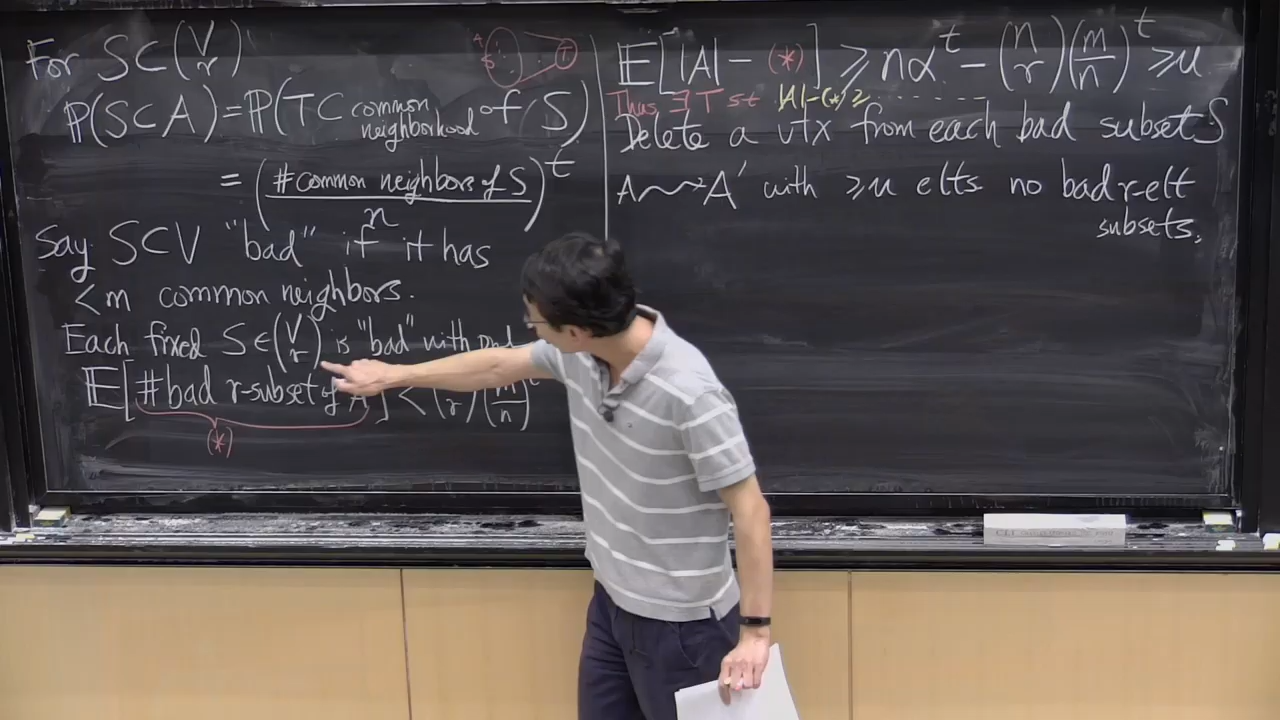 For S ⊂ (V r)
P(S ⊂ A) = P(T ⊂ common neighborhood of S)
= (#common neighbors of S / n)^t
Say S ⊂ V "bad" if it has
< m common neighbors.
Each fixed S ∈ (V r) is "bad" with
E[#bad r-subset of A] < (r) (m/n)^t
(*)
A
S
T
E[|A| - (*)] ≥ nα^t - (n r)(m/n)^t ≥ u
Thus ∃ T st |A|-(*) ≥ ........
Delete a vtx from each bad subset S
A ⇝ A' with ≥u elts no bad r-elt
subsets.